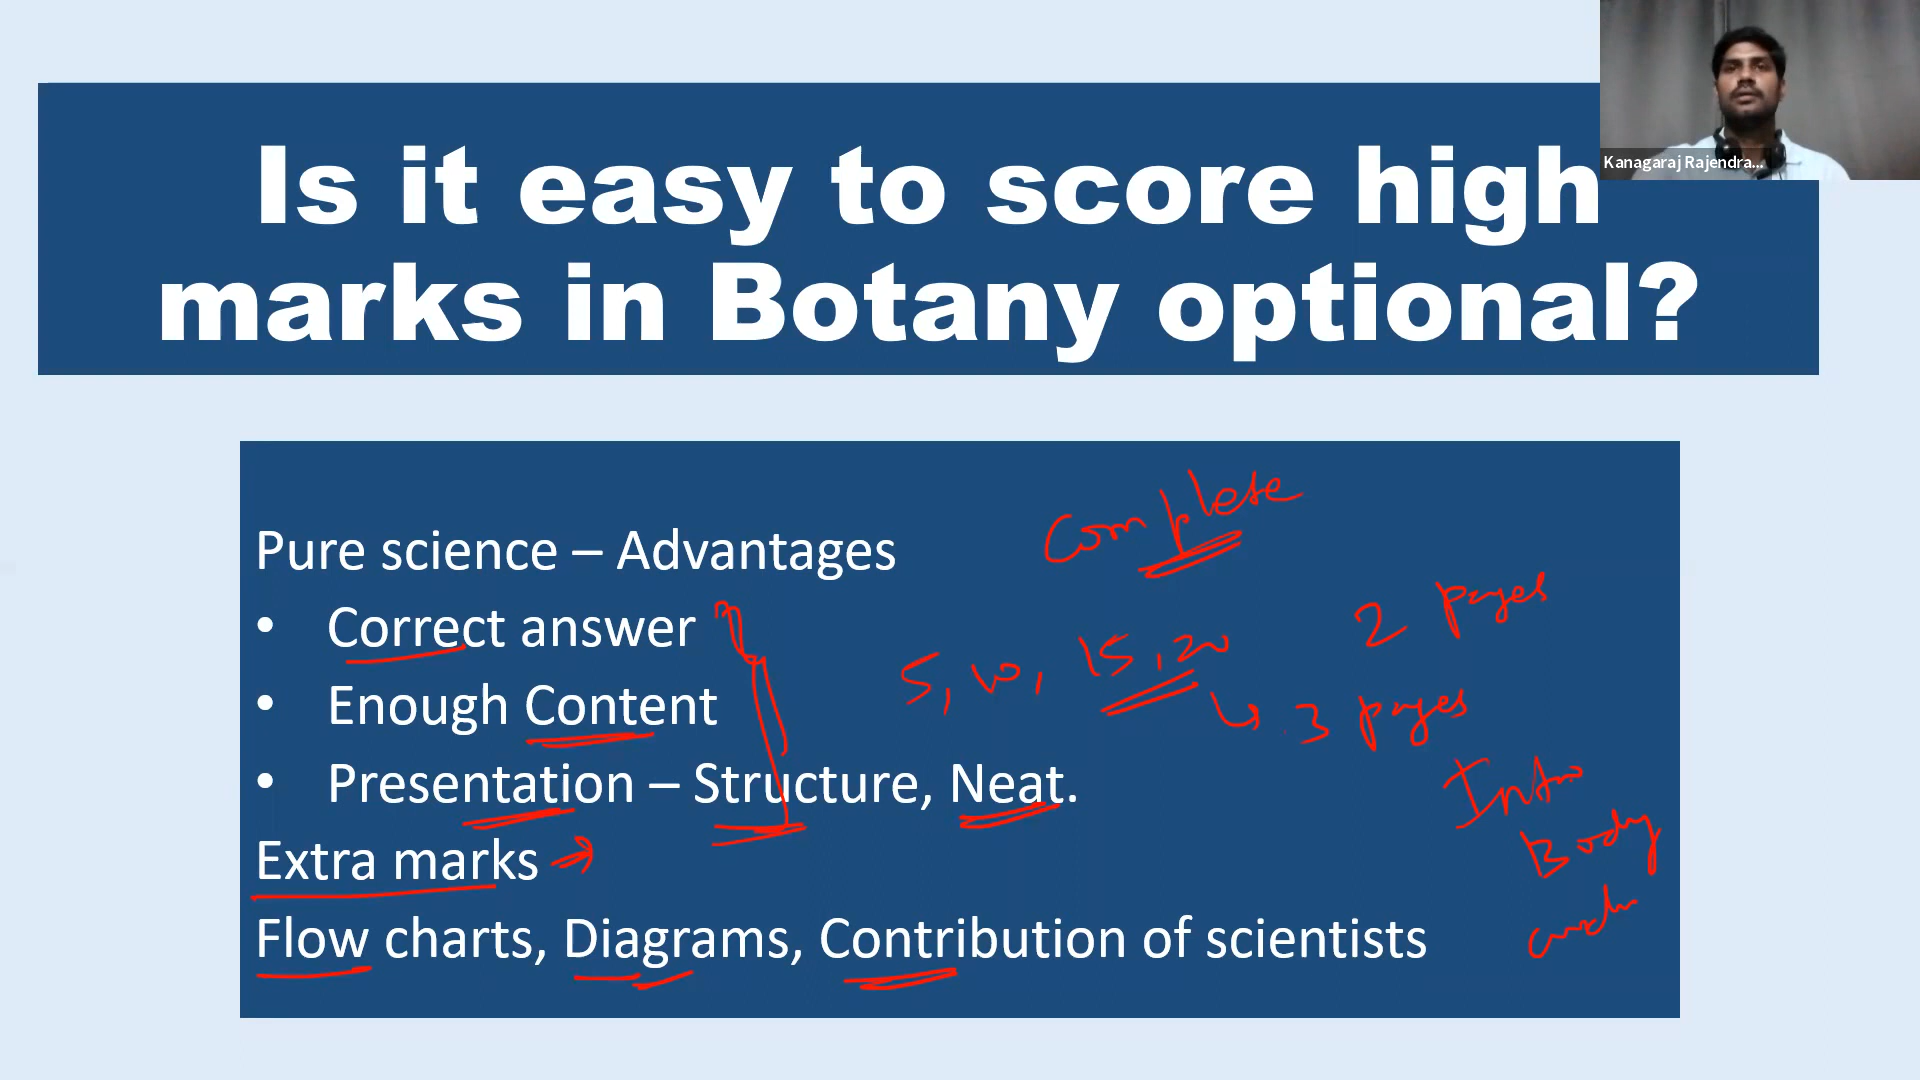 Is it easy to score high
marks in Botany optional?
Kanagaraj Rajendra...
Complete
Pure science – Advantages
2 pages
• Correct answer
5, 10, 15, 20
• Enough Content
3 pages
• Presentation – Structure, Neat.
Intro
Body
Extra marks →
Flow charts, Diagrams, Contribution of scientists